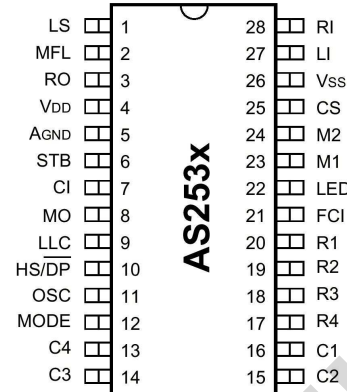 LS 1 28 RI
MFL 2 27 LI
RO 3 26 Vss
VDD 4 25 CS
AGND 5 24 M2
STB 6 23 M1
CI 7 22 LED
MO 8 21 FCI
LLC 9 20 R1
HS/DP 10 19 R2
OSC 11 18 R3
MODE 12 17 R4
C4 13 16 C1
C3 14 15 C2
AS253x